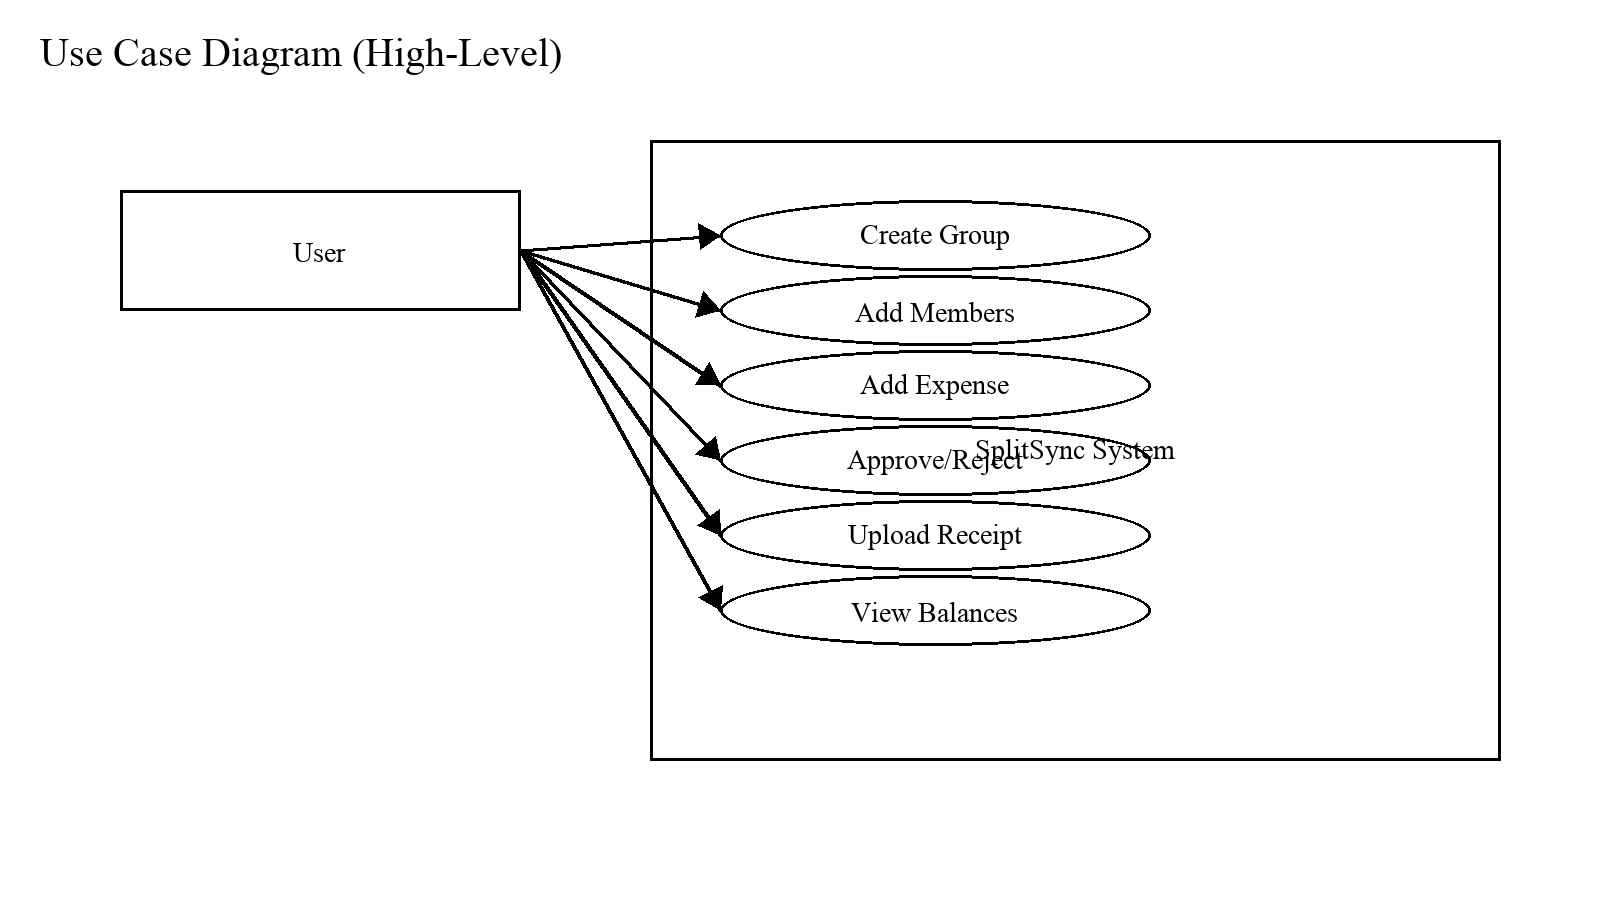 Use Case Diagram (High-Level)
User
Create Group
Add Members
Add Expense
SplitSync System
Approve/Reject
Upload Receipt
View Balances